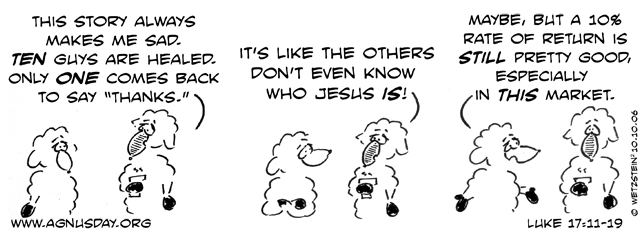 THIS STORY ALWAYS
MAKES ME SAD.
TEN GUYS ARE HEALED.
ONLY ONE COMES BACK
TO SAY "THANKS."
IT'S LIKE THE OTHERS
DON'T EVEN KNOW
WHO JESUS IS!
MAYBE, BUT A 10%
RATE OF RETURN IS
STILL PRETTY GOOD,
ESPECIALLY
IN THIS MARKET.
WWW.AGNUSDAY.ORG
LUKE 17:11-19
© WETZSTEIN² 10.10.06